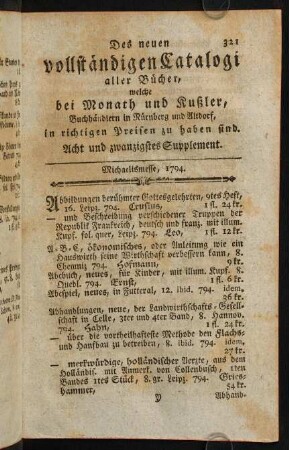 Des neuen 321
vollständigen Catalogi
aller Bücher,
welche
bei Monath und Kußler,
Buchhändlern in Nürnberg und Altdorf,
in richtigen Preisen zu haben sind.
Acht und zwanzigstes Supplement.
Michaelismesse, 1794.
Abbildungen berühmter Gottesgelehrten, 9tes Heft,
16. Leipz. 704. Crusius, 1 fl. 24 kr.
— und Beschreibung verschiedener Truppen der
Republik Frankreich, deutsch und franz. mit illum.
Kupf. fol. quer, Leipz. 794. Leo, 1 fl. 12 kr.
A-B-C, ökonomisches, oder Anleitung wie ein
Hauswirth seine Wirthschaft verbessern kann, 8.
Chemniz 794. Hofmann, 9 kr.
Abcbuch, neues, für Kinder, mit illum. Kupf. 8
Quedl. 794. Ernst, 1 fl. 6 kr.
Abcspiel, neues, in Futteral, 12. ibid. 794. idem,
36 kr.
Abhandlungen, neue, der Landwirthschafts-Gesell-
schaft in Celle, 3ter und 4ter Band, 8. Hannov.
794. Hahn, 1 fl. 24 kr.
— über die vortheilhafteste Methode den Flachs-
und Hanfbau zu betreiben, 8. ibid. 794. idem,
27 kr.
— merkwürdige, holländischer Aerzte, aus dem
Holländis. mit Anmerk. von Collenbusch, 1ten
Bandes 1tes Stück, 8. gr. Leipz. 794. Gries-
hammer, 54 kr.
Y Abhand-